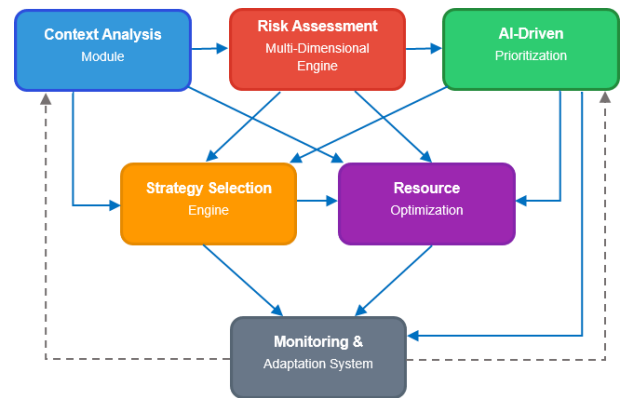 Context Analysis
Module
Risk Assessment
Multi-Dimensional
Engine
AI-Driven
Prioritization
Strategy Selection
Engine
Resource
Optimization
Monitoring &
Adaptation System